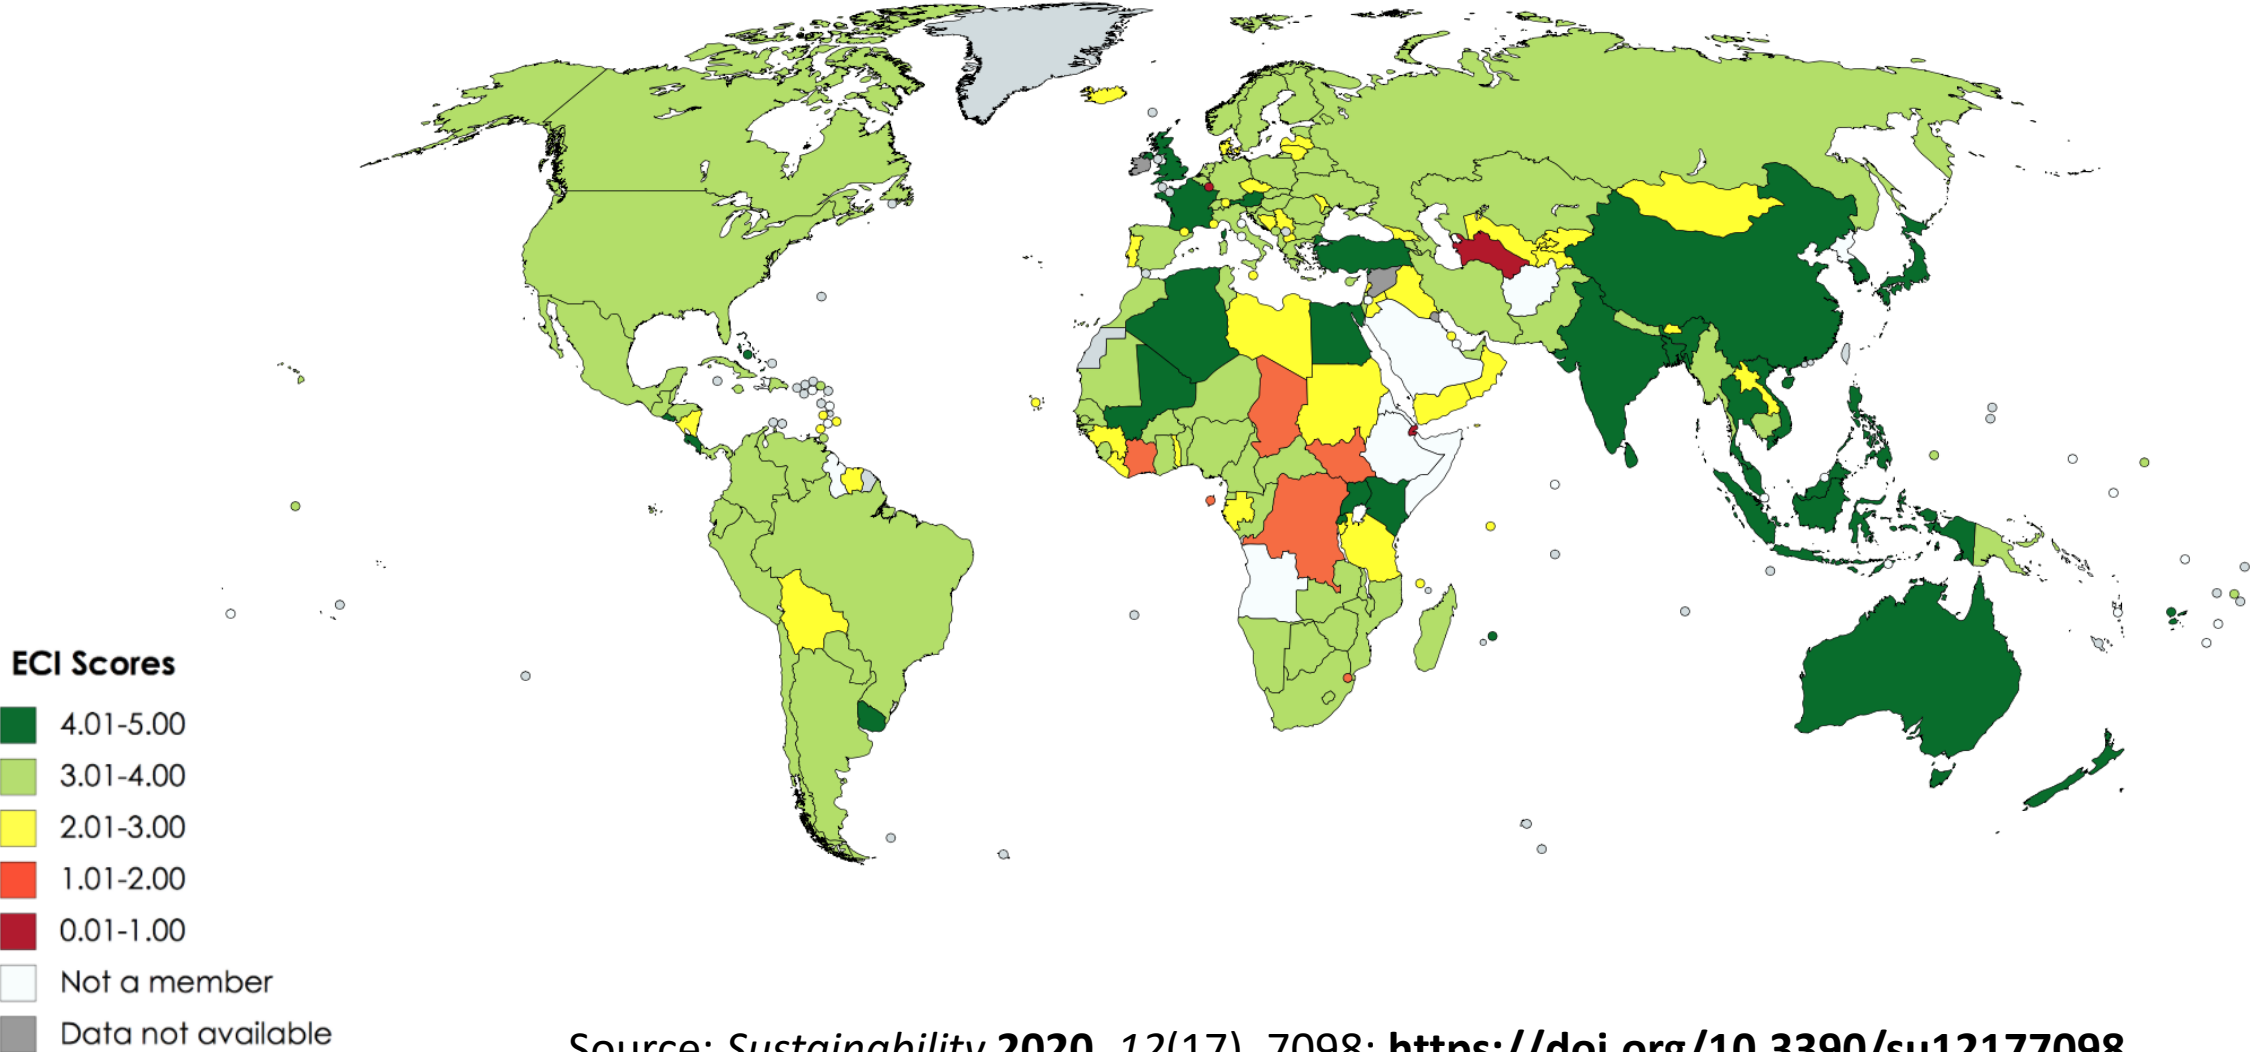 ECI Scores
4.01-5.00
3.01-4.00
2.01-3.00
1.01-2.00
0.01-1.00
Not a member
Data not available
Source: Sustainability 2020, 12(17), 7098; https://doi.org/10.3390/su12177098